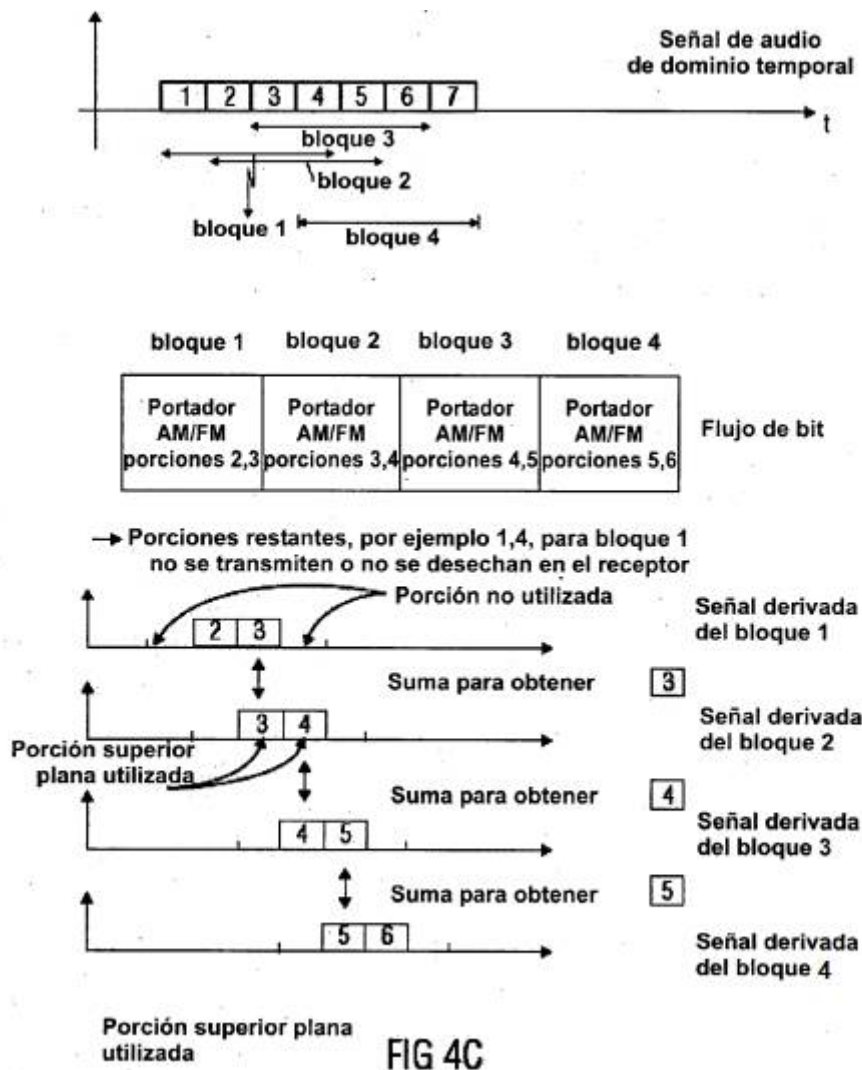 Señal de audio
de dominio temporal
1 2 3 4 5 6 7
t
bloque 3
bloque 2
bloque 1
bloque 4
bloque 1 bloque 2 bloque 3 bloque 4
Portador Portador Portador Portador
AM/FM AM/FM AM/FM AM/FM
porciones 2,3 porciones 3,4 porciones 4,5 porciones 5,6
Flujo de bit
→ Porciones restantes, por ejemplo 1,4, para bloque 1
no se transmiten o no se desechan en el receptor
Porción no utilizada
2 3
Señal derivada
del bloque 1
Suma para obtener 3
3 4
Señal derivada
del bloque 2
Porción superior
plana utilizada
Suma para obtener 4
4 5
Señal derivada
del bloque 3
Suma para obtener 5
5 6
Señal derivada
del bloque 4
Porción superior plana
utilizada
FIG 4C